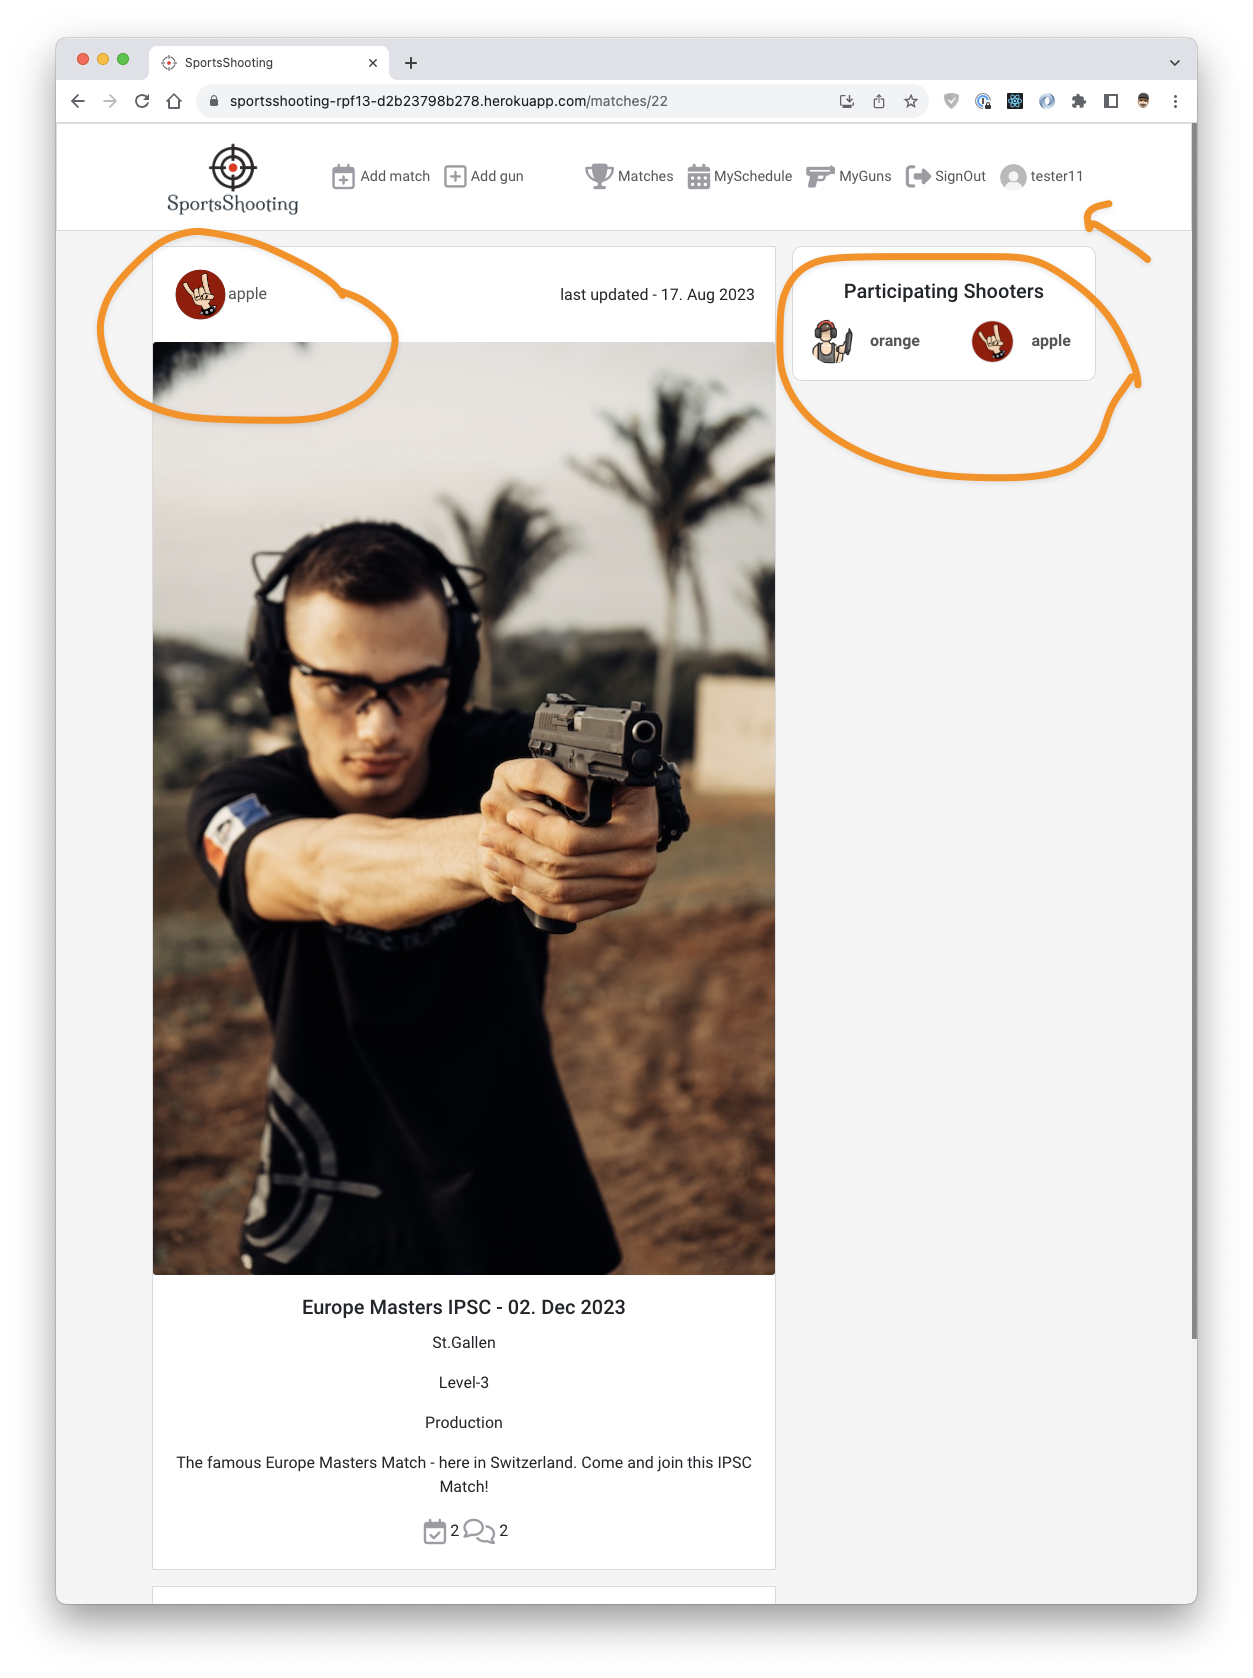 SportsShooting
sportsshooting-rpf13-d2b23798b278.herokuapp.com/matches/22
SportsShooting
Add match
Add gun
Matches
MySchedule
MyGuns
SignOut
tester11
apple
last updated - 17. Aug 2023
Participating Shooters
orange
apple
Europe Masters IPSC - 02. Dec 2023
St.Gallen
Level-3
Production
The famous Europe Masters Match - here in Switzerland. Come and join this IPSC
Match!
2
2